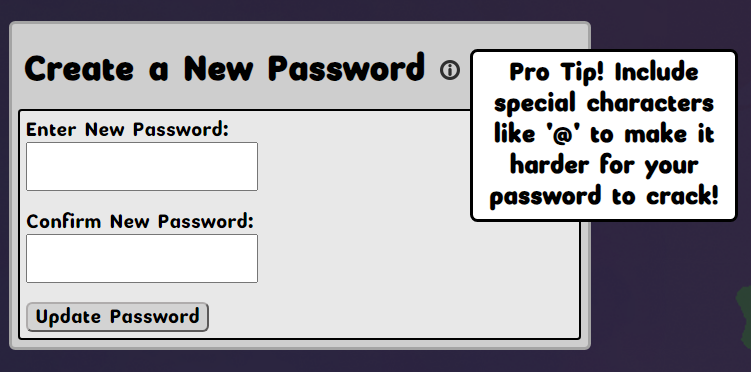 Create a New Password
Pro Tip! Include
special characters
like '@' to make it
harder for your
password to crack!
Enter New Password:
Confirm New Password:
Update Password